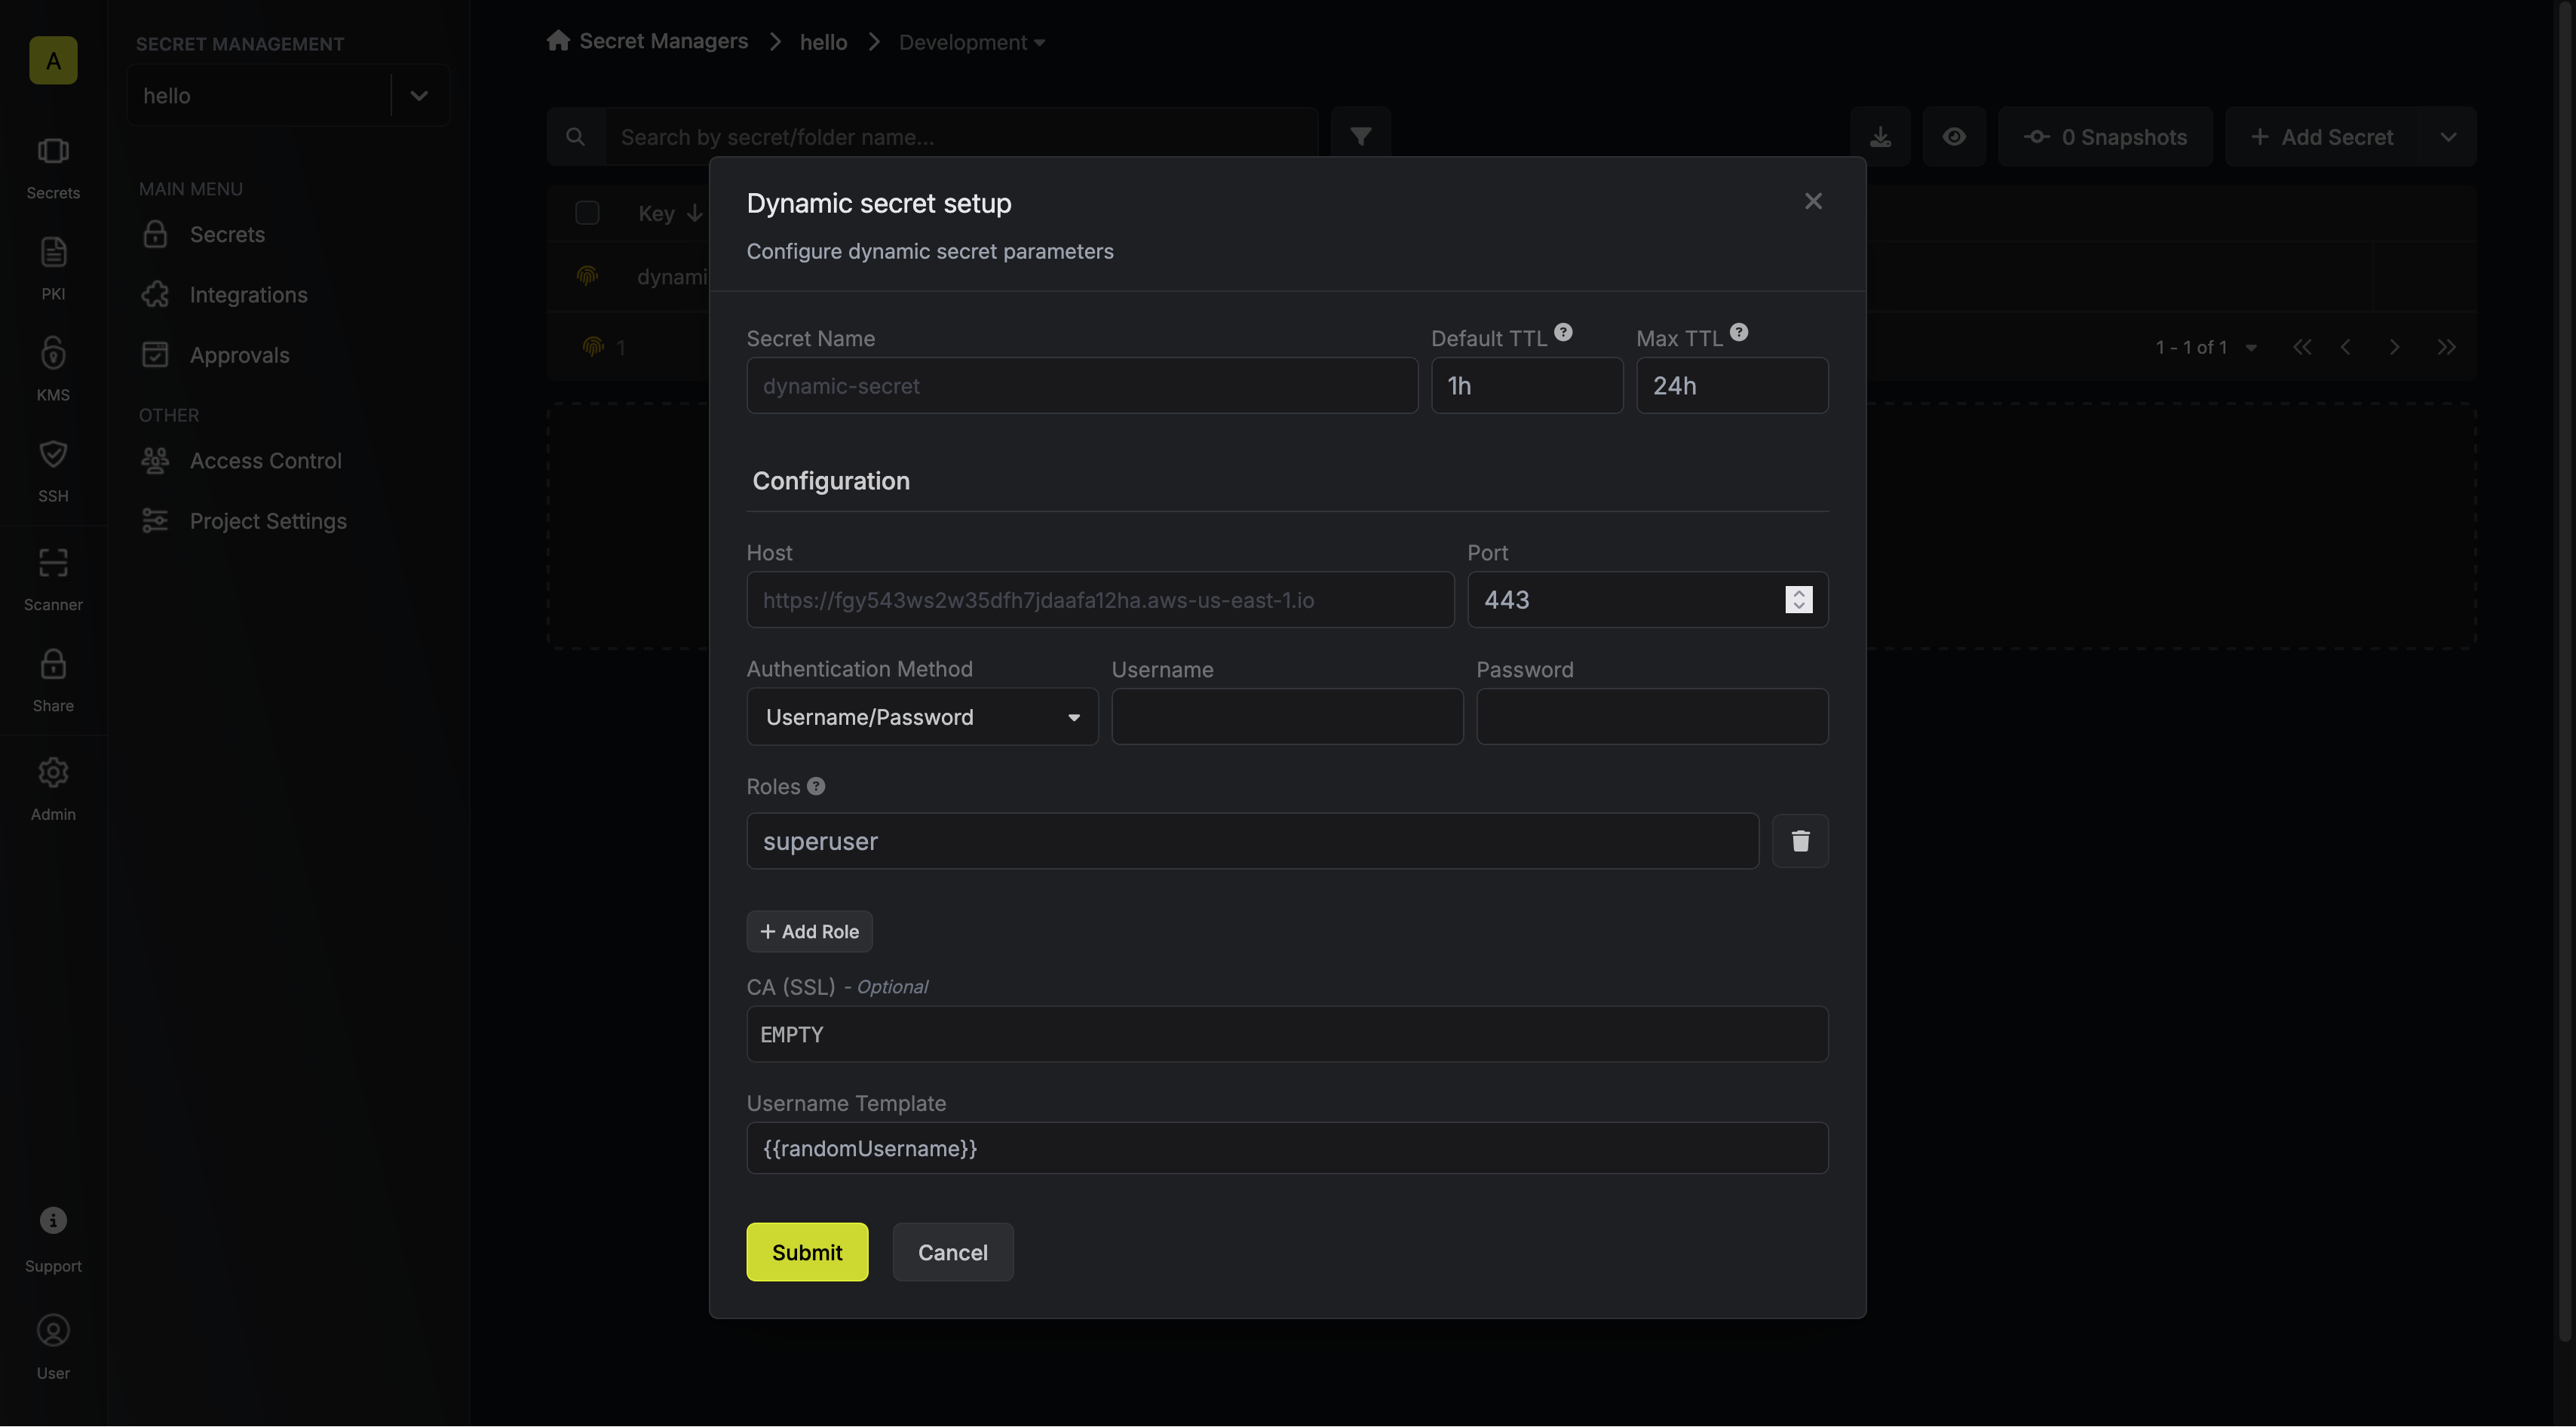 A
Secrets
PKI
KMS
SSH
Scanner
Share
Admin
Support
User
SECRET MANAGEMENT
hello
MAIN MENU
Secrets
Integrations
Approvals
OTHER
Access Control
Project Settings
Secret Managers hello Development
Search by secret/folder name...
0 Snapshots
Add Secret
Key
dynami
1
1 - 1 of 1
Dynamic secret setup
Configure dynamic secret parameters
Secret Name Default TTL ? Max TTL ?
dynamic-secret 1h 24h
Configuration
Host Port
https://fgy543ws2w35dfh7jdaafa12ha.aws-us-east-1.io 443
Authentication Method Username Password
Username/Password
Roles ?
superuser
+ Add Role
CA (SSL) - Optional
EMPTY
Username Template
{{randomUsername}}
Submit Cancel